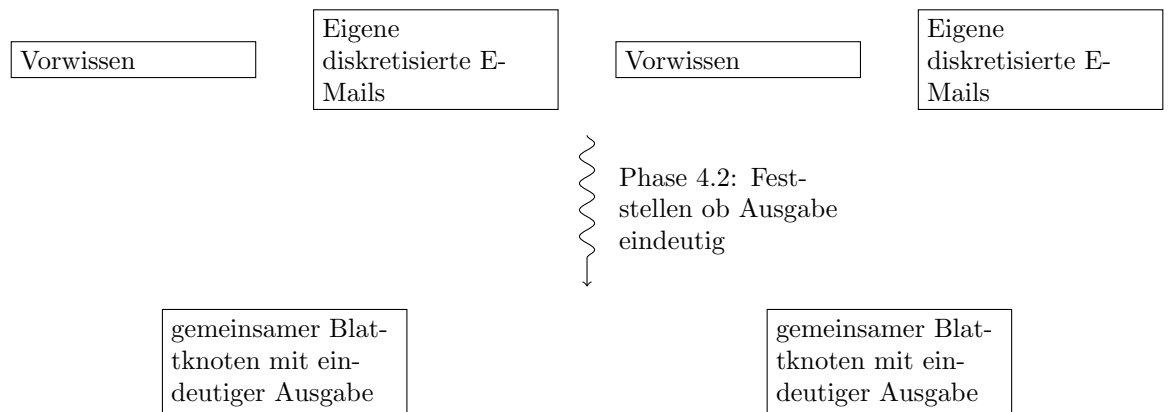 Vorwissen
Eigene
diskretisierte E-
Mails
Vorwissen
Eigene
diskretisierte E-
Mails
Phase 4.2: Fest-
stellen ob Ausgabe
eindeutig
gemeinsamer Blat-
tknoten mit ein-
deutiger Ausgabe
gemeinsamer Blat-
tknoten mit ein-
deutiger Ausgabe